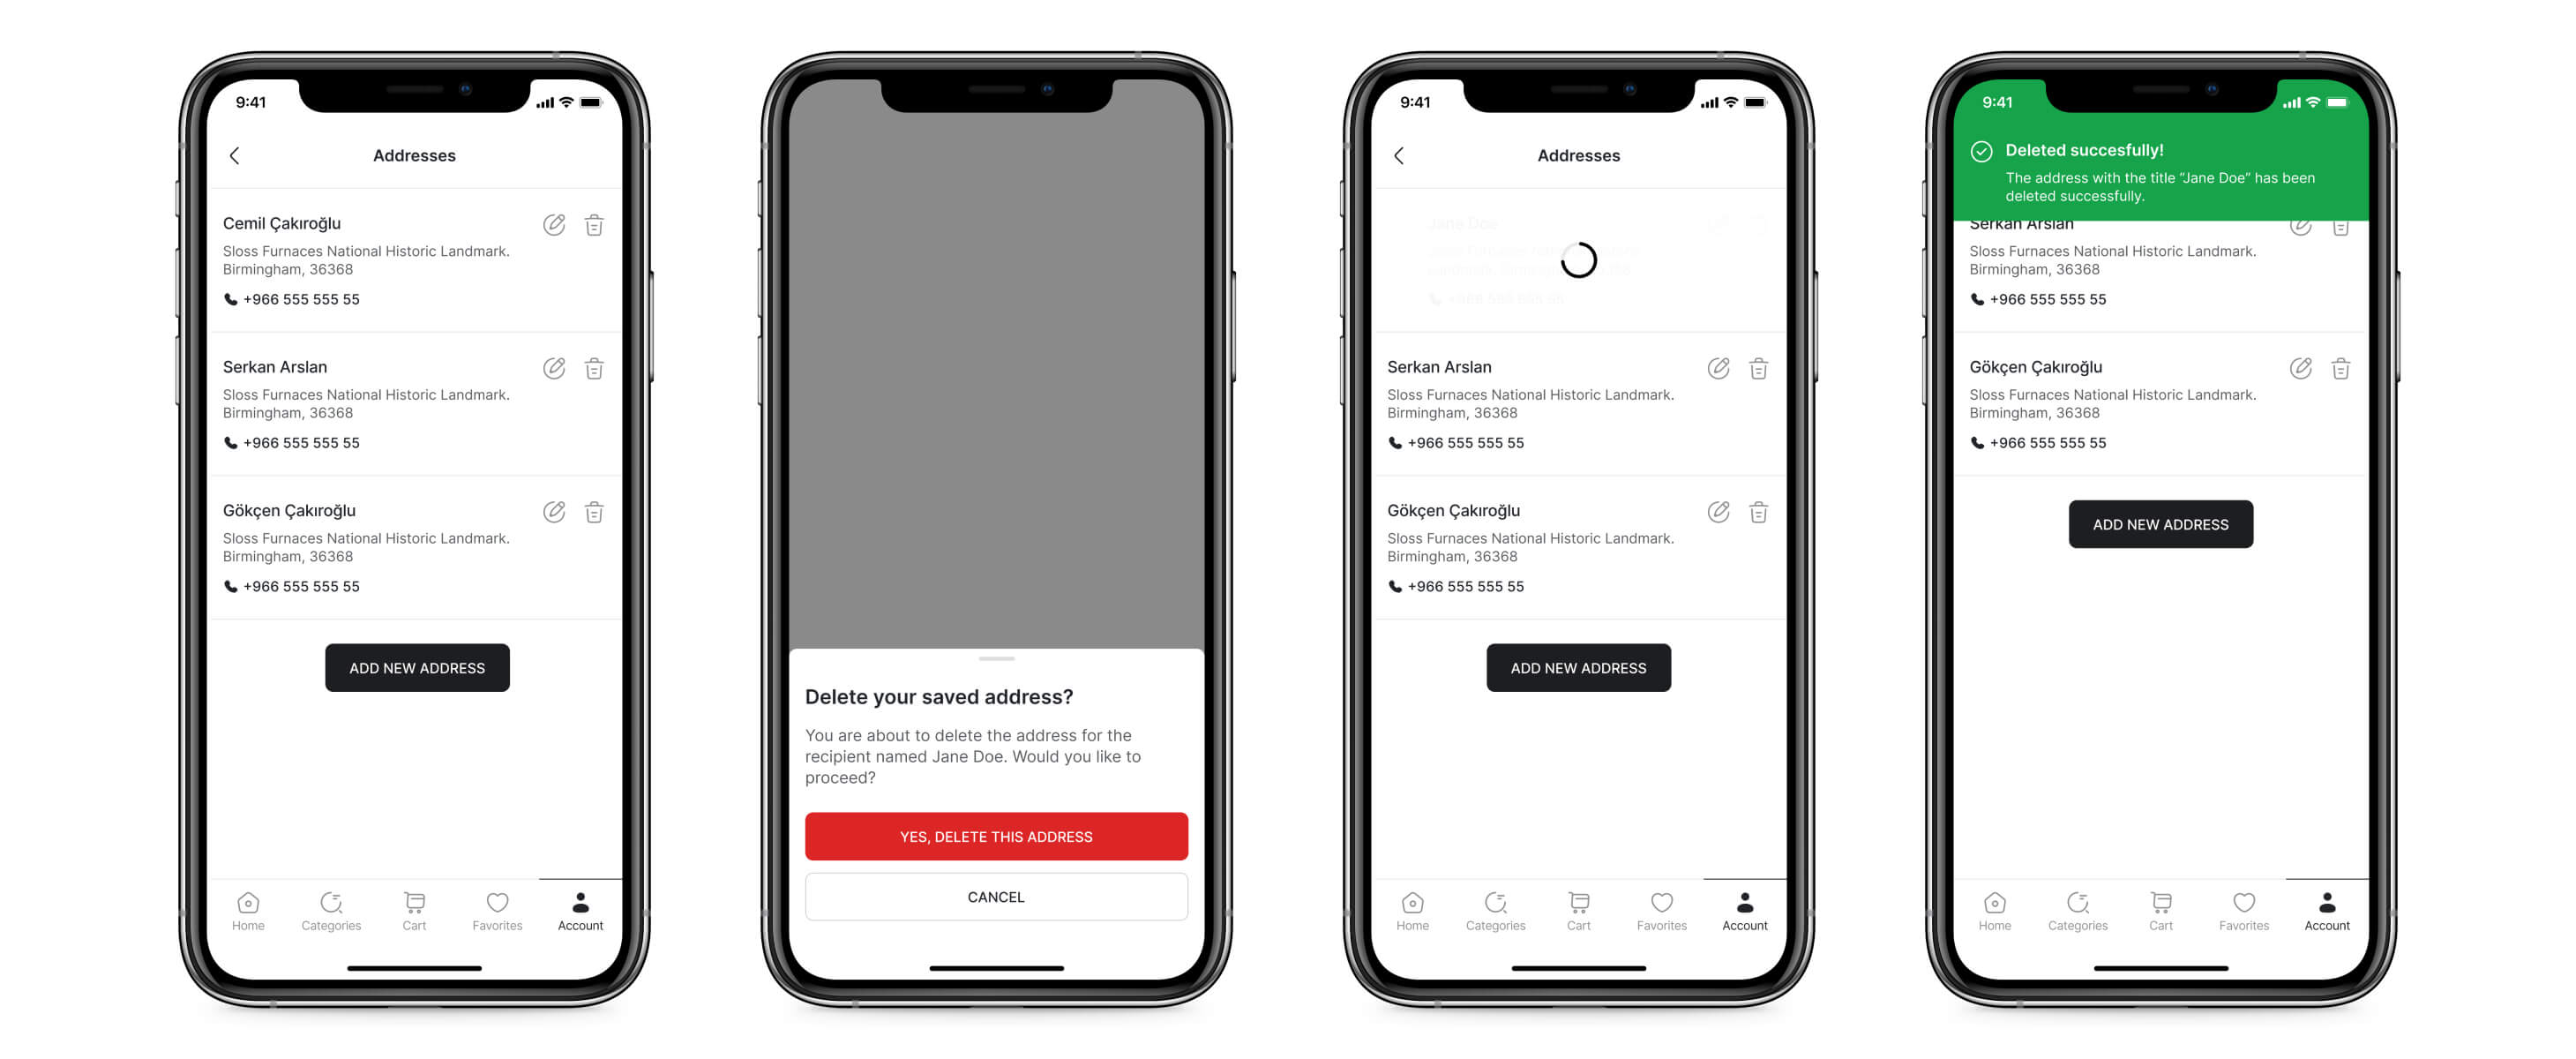 9:41
Addresses
Cemil Çakıroğlu
Sloss Furnaces National Historic Landmark.
Birmingham, 36368
+966 555 555 55
Serkan Arslan
Sloss Furnaces National Historic Landmark.
Birmingham, 36368
+966 555 555 55
Gökçen Çakıroğlu
Sloss Furnaces National Historic Landmark.
Birmingham, 36368
+966 555 555 55
ADD NEW ADDRESS
Home Categories Cart Favorites Account
Delete your saved address?
You are about to delete the address for the
recipient named Jane Doe. Would you like to
proceed?
YES, DELETE THIS ADDRESS
CANCEL
9:41
Addresses
Jane Doe
Serkan Arslan
Sloss Furnaces National Historic Landmark.
Birmingham, 36368
+966 555 555 55
Gökçen Çakıroğlu
Sloss Furnaces National Historic Landmark.
Birmingham, 36368
+966 555 555 55
ADD NEW ADDRESS
Home Categories Cart Favorites Account
9:41
Deleted succesfully!
The address with the title “Jane Doe” has been
deleted successfully.
Serkan Arslan
Sloss Furnaces National Historic Landmark.
Birmingham, 36368
+966 555 555 55
Gökçen Çakıroğlu
Sloss Furnaces National Historic Landmark.
Birmingham, 36368
+966 555 555 55
ADD NEW ADDRESS
Home Categories Cart Favorites Account